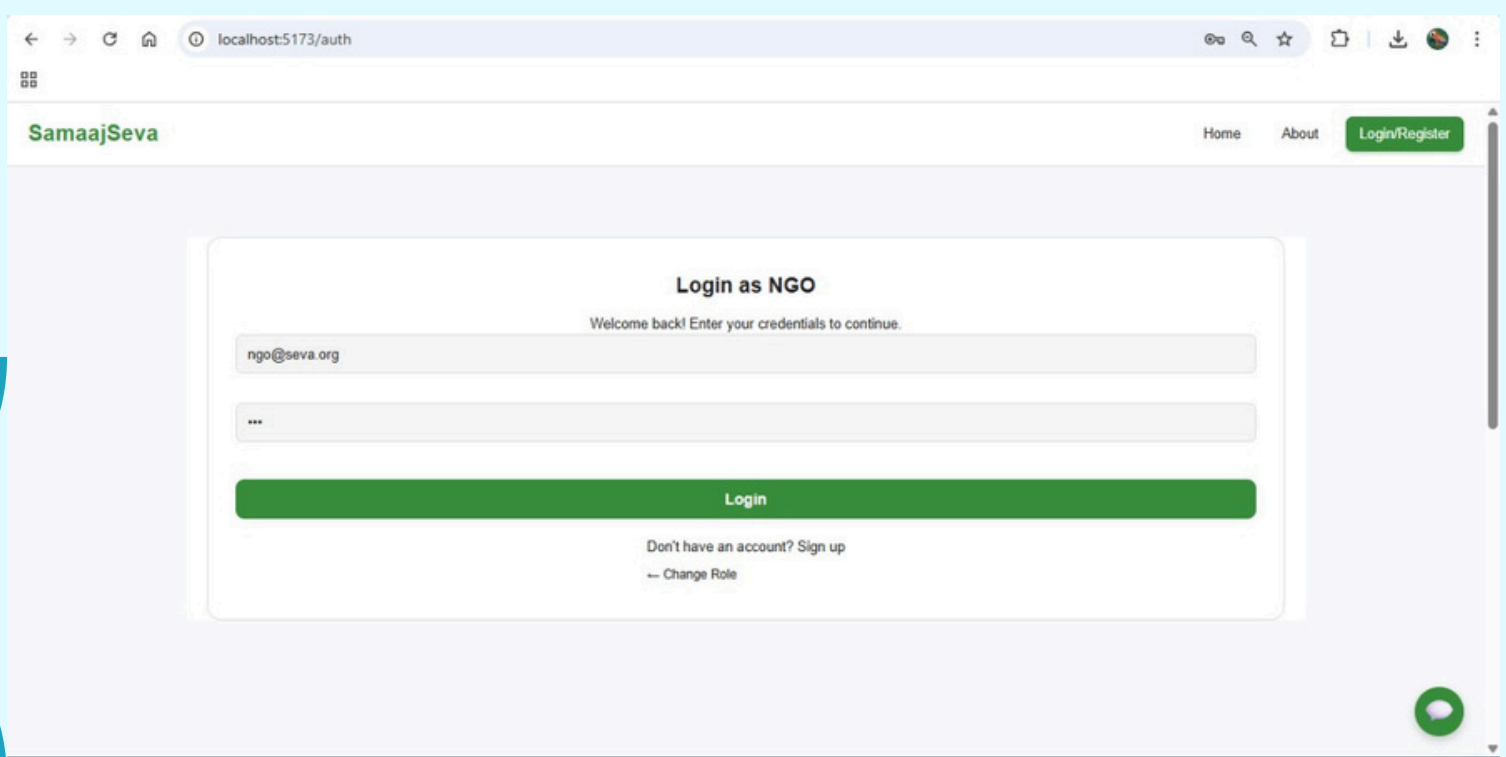 localhost:5173/auth
SamaajSeva
Home About Login/Register
Login as NGO
Welcome back! Enter your credentials to continue.
ngo@seva.org
•••
Login
Don't have an account? Sign up
← Change Role